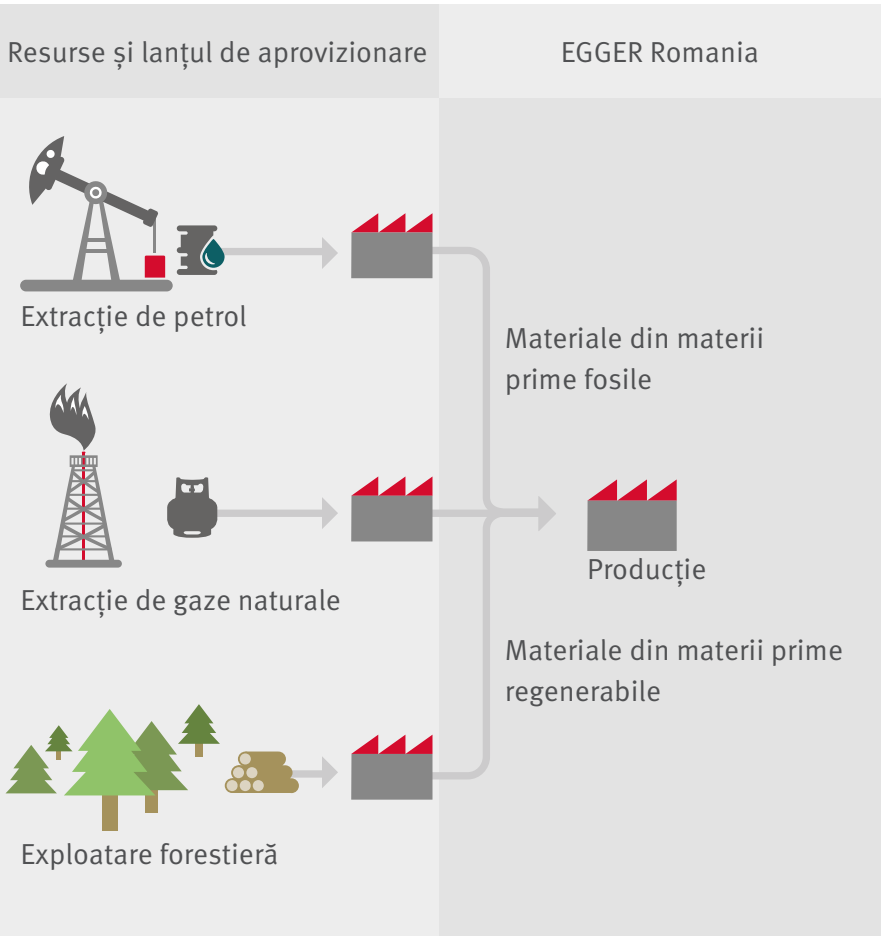 Resurse și lanțul de aprovizionare
EGGER Romania
Extracție de petrol
Materiale din materii
prime fosile
Extracție de gaze naturale
Producție
Materiale din materii prime
regenerabile
Exploatare forestieră